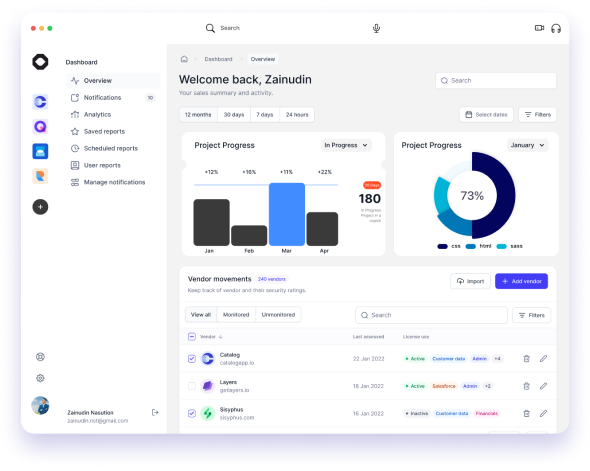 Search
Dashboard
Overview
Notifications 10
Analytics
Saved reports
Scheduled reports
User reports
Manage notifications
Zainudin Nasution
zainudin.nst@gmail.com
Dashboard Overview
Welcome back, Zainudin
Your sales summary and activity.
Search
12 months 30 days 7 days 24 hours
Select dates Filters
Project Progress In Progress
+12% +16% +11% +22%
Jan Feb Mar Apr
30 days
180
In Progress
Project in a
month
Project Progress January
73%
css html sass
Vendor movements 240 vendors
Keep track of vendor and their security ratings.
Import + Add vendor
View all Monitored Unmonitored
Search
Filters
Vendor ↓ Last assessed License use
Catalog
catalogapp.io
22 Jan 2022 Active Customer data Admin +4
Layers
getlayers.io
18 Jan 2022 Active Salesforce Admin +2
Sisyphus
sisyphus.com
16 Jan 2022 Inactive Customer data Financials